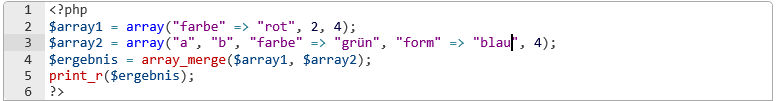 1 <?php
2 $array1 = array("farbe" => "rot", 2, 4);
3 $array2 = array("a", "b", "farbe" => "grün", "form" => "blau", 4);
4 $ergebnis = array_merge($array1, $array2);
5 print_r($ergebnis);
6 ?>